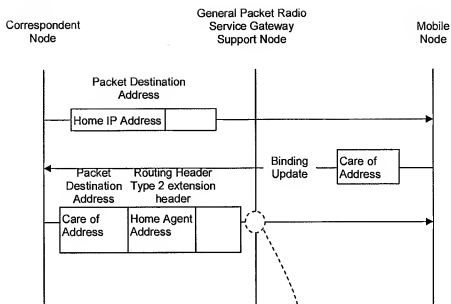 General Packet Radio
Correspondent Service Gateway Mobile
Node Support Node Node
Packet Destination
Address
Home IP Address
Binding Care of
Update Address
Packet Routing Header
Destination Type 2 extension
Address header
Care of Home Agent
Address Address